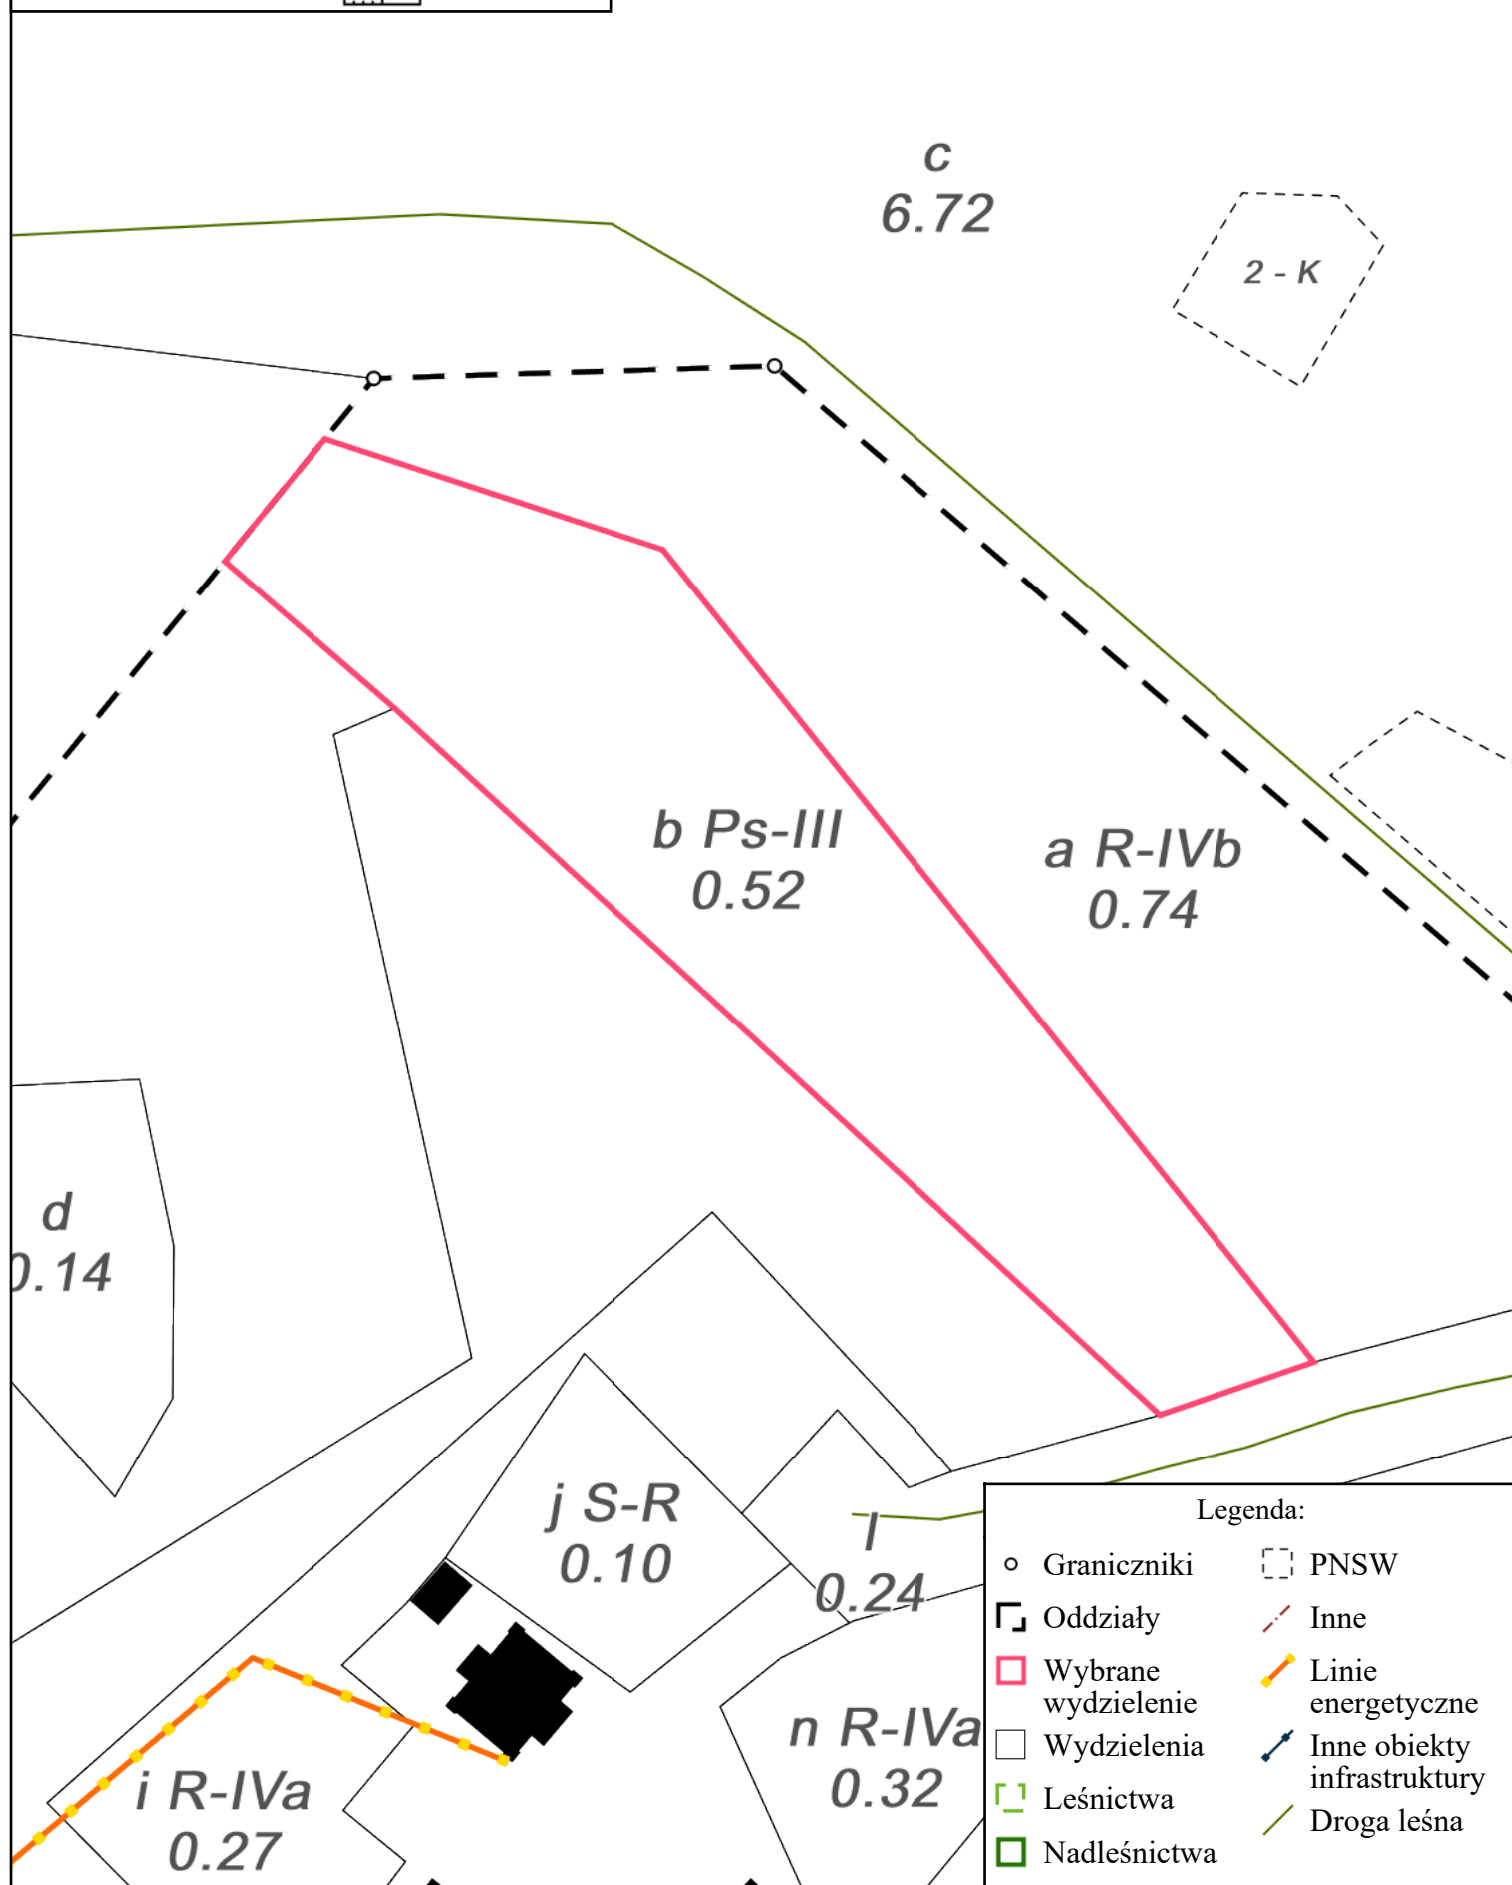 c
6.72
2 - K
b Ps-III
0.52
a R-IVb
0.74
d
0.14
j S-R
0.10
l
0.24
n R-IVa
0.32
i R-IVa
0.27
Legenda:
Graniczniki
Oddziały
Wybrane
wydzielenie
Wydzielenia
Leśnictwa
Nadleśnictwa
PNSW
Inne
Linie
energetyczne
Inne obiekty
infrastruktury
Droga leśna